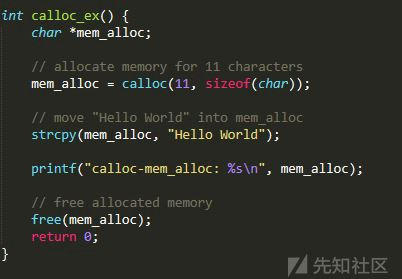 int calloc_ex() {
    char *mem_alloc;

    // allocate memory for 11 characters
    mem_alloc = calloc(11, sizeof(char));

    // move "Hello World" into mem_alloc
    strcpy(mem_alloc, "Hello World");

    printf("calloc-mem_alloc: %s\n", mem_alloc);

    // free allocated memory
    free(mem_alloc);
    return 0;
}
先知社区